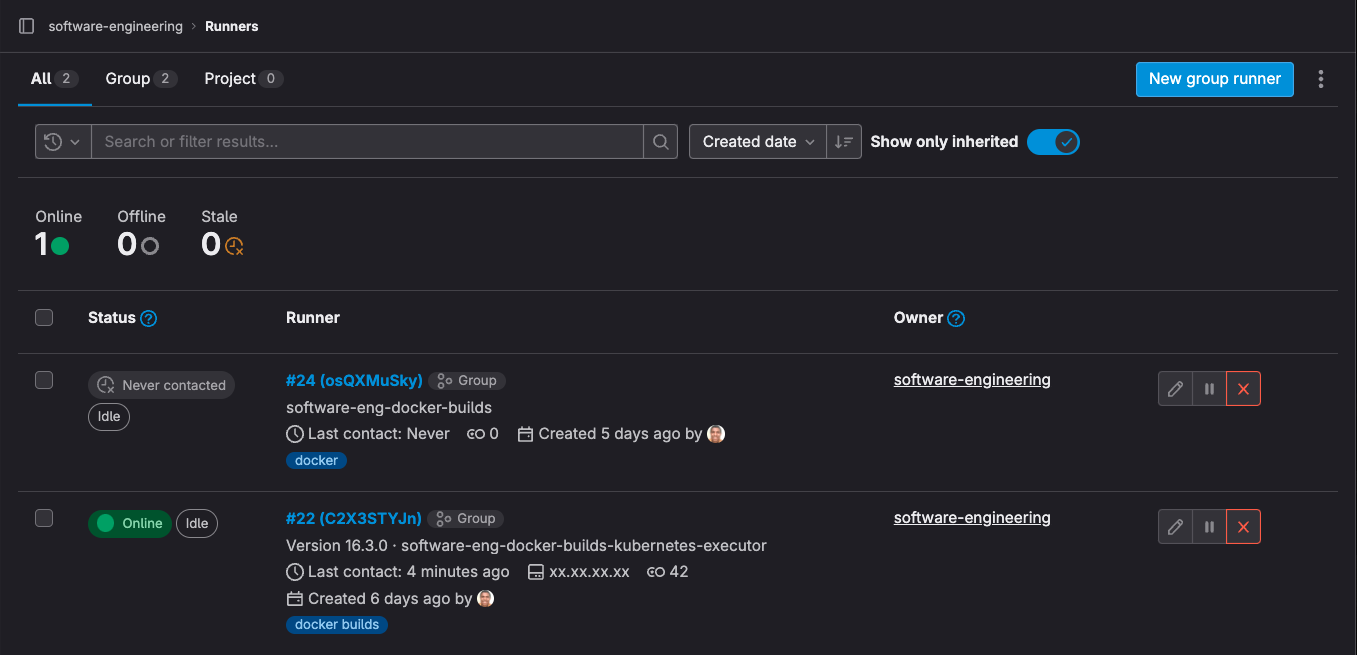 software-engineering › Runners
All 2 Group 2 Project 0 New group runner
Search or filter results... Created date Show only inherited
Online Offline Stale
1 0 0
Status ? Runner Owner ?
Never contacted #24 (osQXMuSky) Group software-engineering
Idle software-eng-docker-builds
Last contact: Never 0 Created 5 days ago by
docker
Online Idle #22 (C2X3STYJn) Group software-engineering
Version 16.3.0 · software-eng-docker-builds-kubernetes-executor
Last contact: 4 minutes ago xx.xx.xx.xx 42
Created 6 days ago by
docker builds